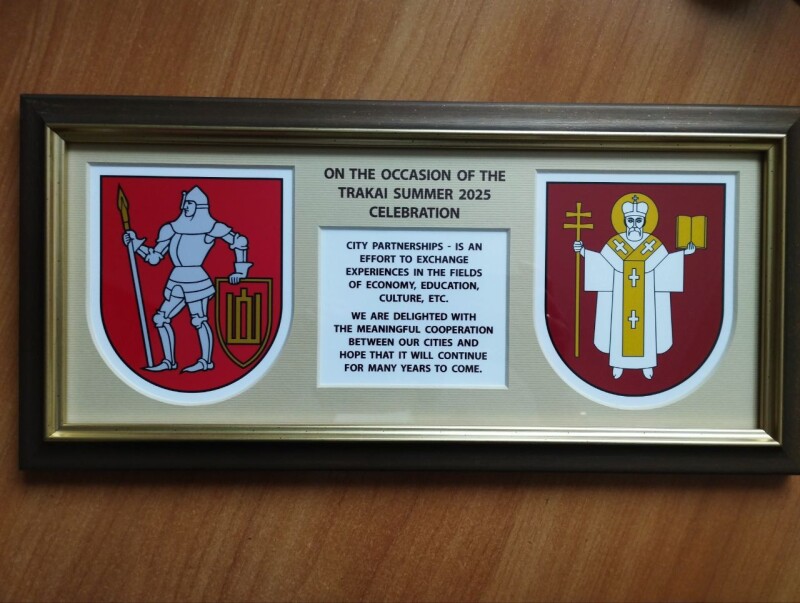 ON THE OCCASION OF THE
TRAKAI SUMMER 2025
CELEBRATION
CITY PARTNERSHIPS - IS AN
EFFORT TO EXCHANGE
EXPERIENCES IN THE FIELDS
OF ECONOMY, EDUCATION,
CULTURE, ETC.
WE ARE DELIGHTED WITH
THE MEANINGFUL COOPERATION
BETWEEN OUR CITIES AND
HOPE THAT IT WILL CONTINUE
FOR MANY YEARS TO COME.